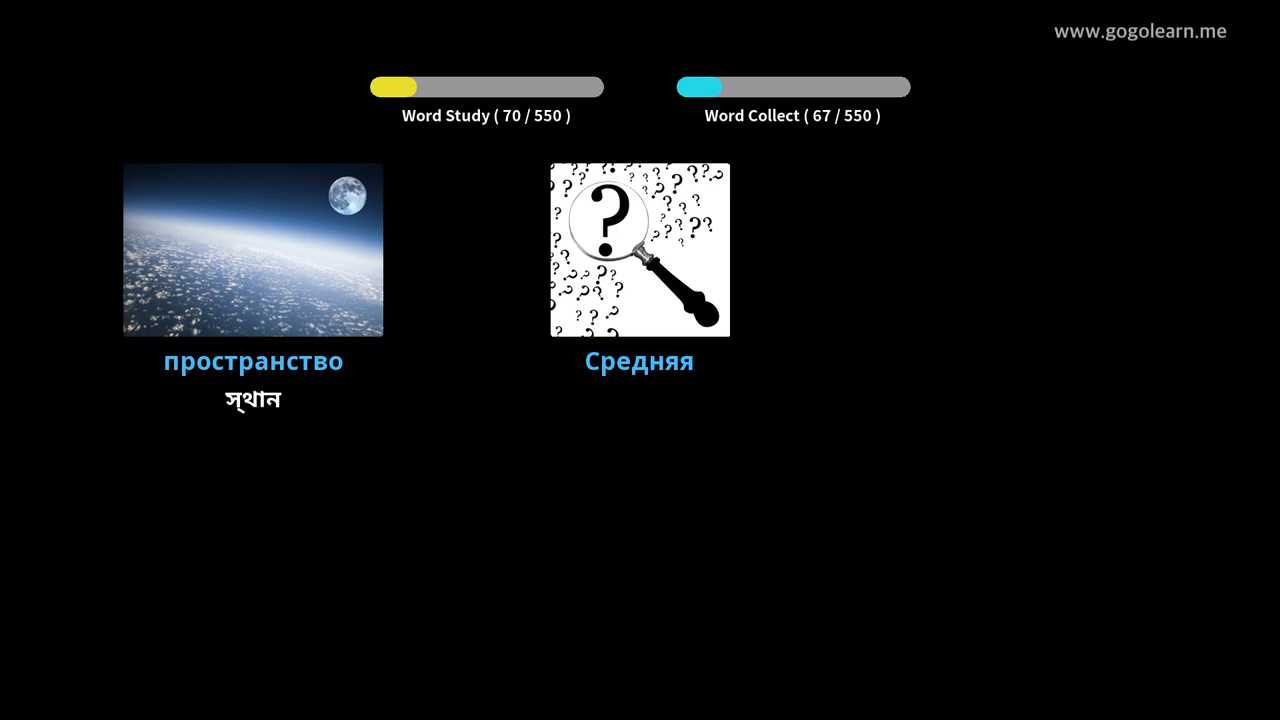 www.gogolearn.me
Word Study ( 70 / 550 )
Word Collect ( 67 / 550 )
пространство
Средняя
স্থান